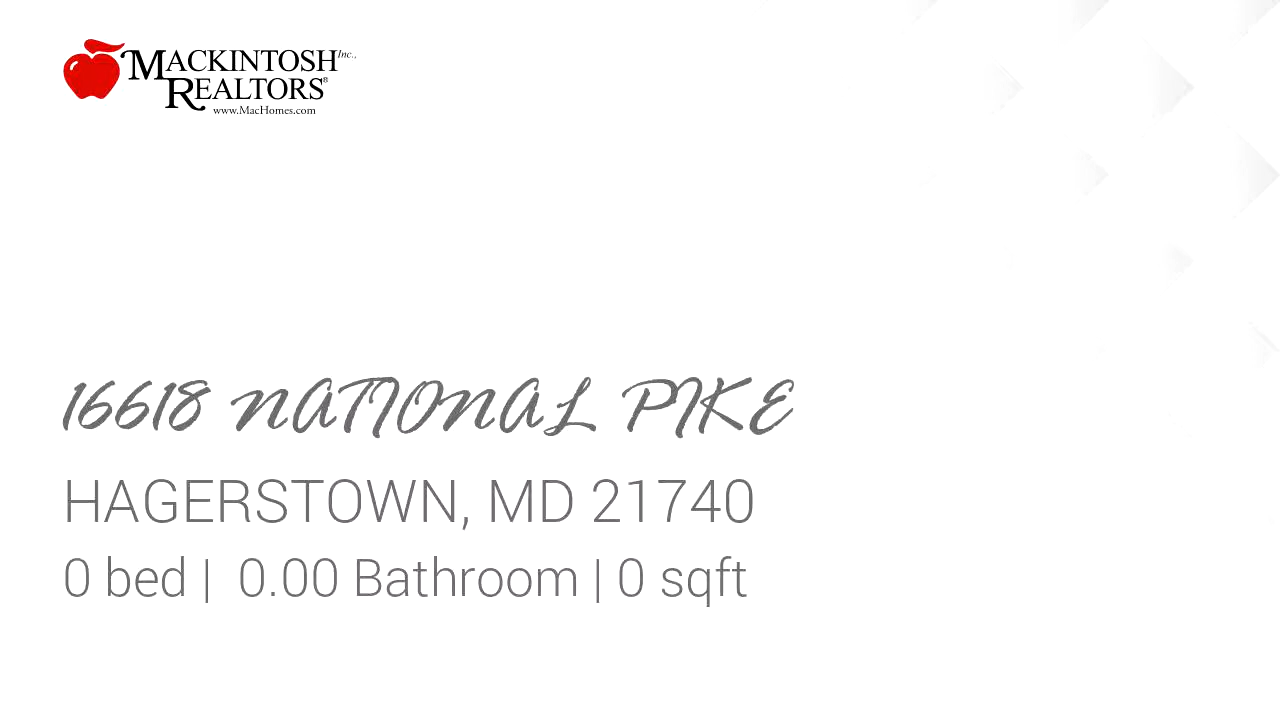 MACKINTOSH Inc.,
REALTORS®
www.MacHomes.com
16618 NATIONAL PIKE
HAGERSTOWN, MD 21740
0 bed | 0.00 Bathroom | 0 sqft